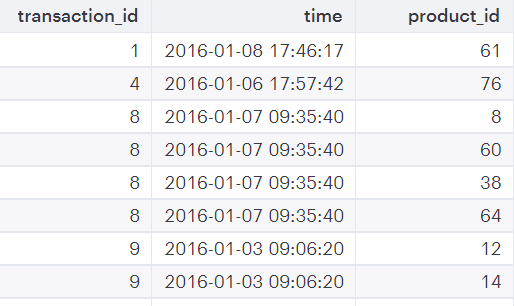 transaction_id time product_id
1 2016-01-08 17:46:17 61
4 2016-01-06 17:57:42 76
8 2016-01-07 09:35:40 8
8 2016-01-07 09:35:40 60
8 2016-01-07 09:35:40 38
8 2016-01-07 09:35:40 64
9 2016-01-03 09:06:20 12
9 2016-01-03 09:06:20 14